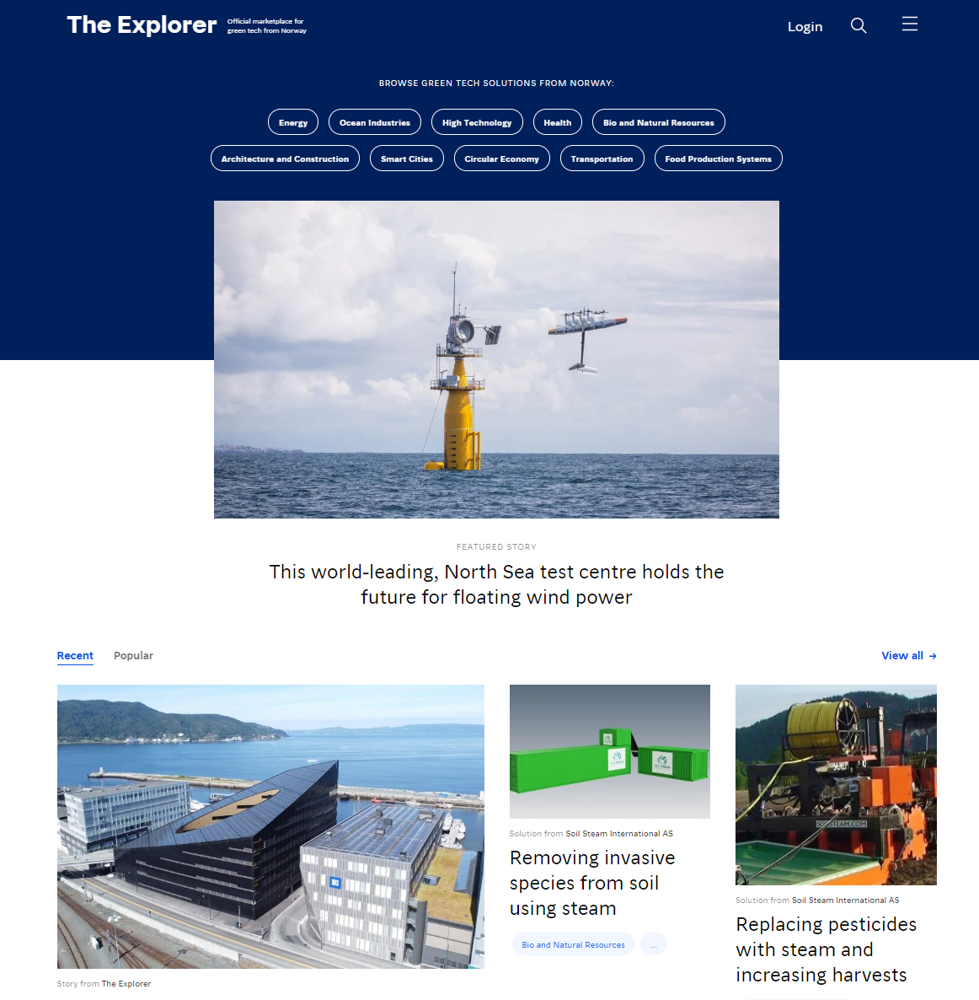 The Explorer
Official marketplace for
green tech from Norway
Login
BROWSE GREEN TECH SOLUTIONS FROM NORWAY:
Energy
Ocean Industries
High Technology
Health
Bio and Natural Resources
Architecture and Construction
Smart Cities
Circular Economy
Transportation
Food Production Systems
FEATURED STORY
This world-leading, North Sea test centre holds the
future for floating wind power
Recent
Popular
View all →
BI
Story from The Explorer
Solution from Soil Steam International AS
Removing invasive
species from soil
using steam
Bio and Natural Resources
...
SOILSTEAM.COM
Solution from Soil Steam International AS
Replacing pesticides
with steam and
increasing harvests